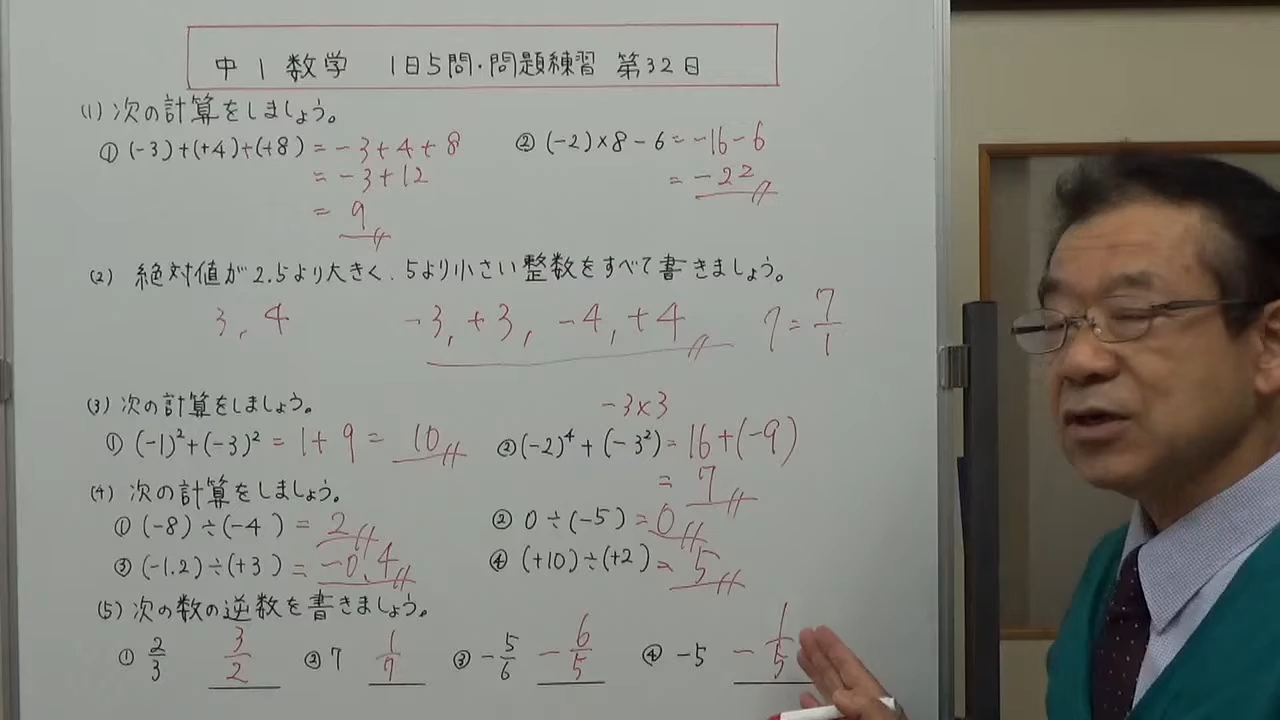 中1数学 1日5問・問題練習 第32日
(1) 次の計算をしましょう。
① (-3)+(+4)+(+8) = -3+4+8
= -3+12
= 9
② (-2)×8-6 = -16-6
= -22
(2) 絶対値が2.5より大きく、5より小さい整数をすべて書きましょう。
3, 4 -3, +3, -4, +4 7 = 7/1
(3) 次の計算をしましょう。
-3×3
① (-1)²+(-3)² = 1+9 = 10
② (-2)⁴+(-3²) = 16+(-9)
= 7
(4) 次の計算をしましょう。
① (-8)÷(-4) = 2
② 0÷(-5) = 0
③ (-1.2)÷(+3) = -0.4
④ (+10)÷(+2) = 5
(5) 次の数の逆数を書きましょう。
① 2/3 3/2 ② 7 1/7 ③ -5/6 -6/5 ④ -5 -1/5